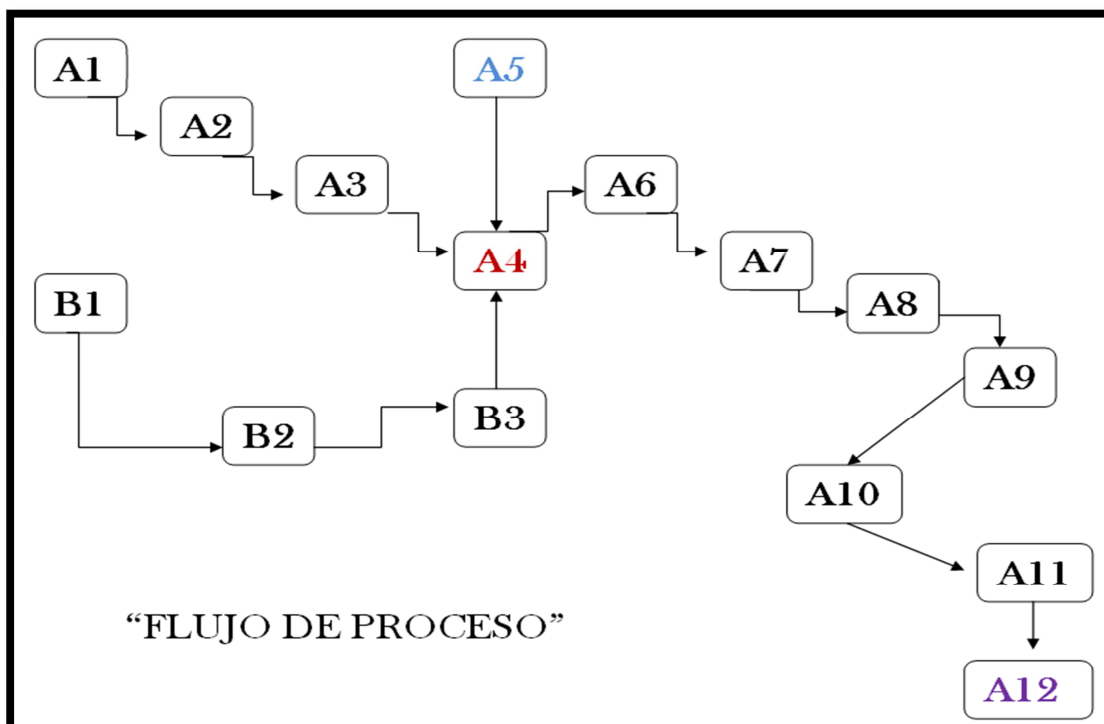 A1
A5
A2
A3
A6
A4
A7
B1
A8
A9
B3
B2
A10
A11
“FLUJO DE PROCESO”
A12